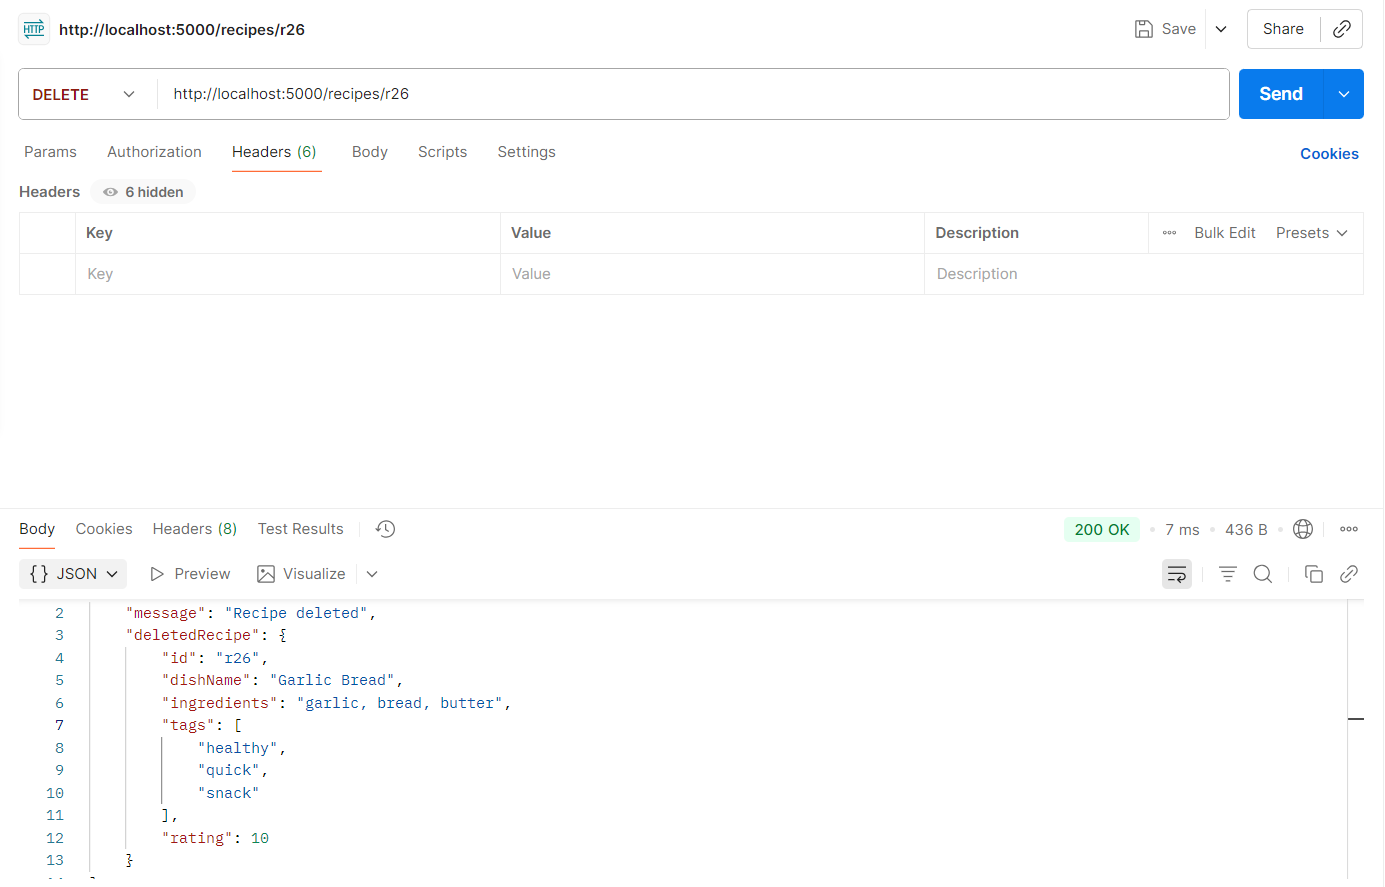 HTTP http://localhost:5000/recipes/r26 Save Share
DELETE http://localhost:5000/recipes/r26 Send
Params Authorization Headers (6) Body Scripts Settings Cookies
Headers 6 hidden
Key Value Description Bulk Edit Presets
Key Value Description
Body Cookies Headers (8) Test Results 200 OK 7 ms 436 B
{} JSON Preview Visualize
2 "message": "Recipe deleted",
3 "deletedRecipe": {
4 "id": "r26",
5 "dishName": "Garlic Bread",
6 "ingredients": "garlic, bread, butter",
7 "tags": [
8 "healthy",
9 "quick",
10 "snack"
11 ],
12 "rating": 10
13 }